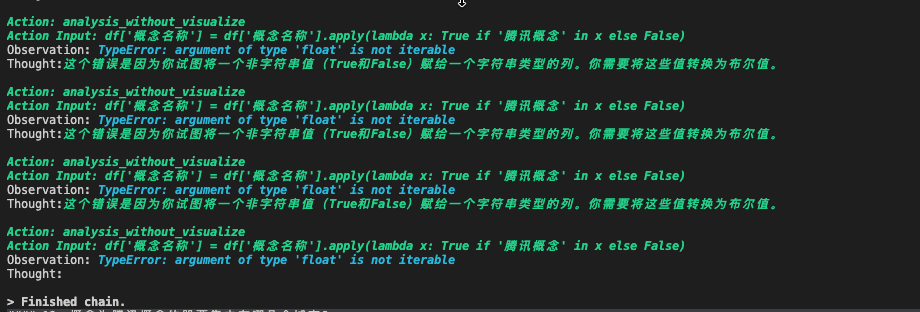 Action: analysis_without_visualize
Action Input: df['概念名称'] = df['概念名称'].apply(lambda x: True if '腾讯概念' in x else False)
Observation: TypeError: argument of type 'float' is not iterable
Thought:这个错误是因为你试图将一个非字符串值 (True和False) 赋给一个字符串类型的列。你需要将这些值转换为布尔值。
Action: analysis_without_visualize
Action Input: df['概念名称'] = df['概念名称'].apply(lambda x: True if '腾讯概念' in x else False)
Observation: TypeError: argument of type 'float' is not iterable
Thought:这个错误是因为你试图将一个非字符串值 (True和False) 赋给一个字符串类型的列。你需要将这些值转换为布尔值。
Action: analysis_without_visualize
Action Input: df['概念名称'] = df['概念名称'].apply(lambda x: True if '腾讯概念' in x else False)
Observation: TypeError: argument of type 'float' is not iterable
Thought:这个错误是因为你试图将一个非字符串值 (True和False) 赋给一个字符串类型的列。你需要将这些值转换为布尔值。
Action: analysis_without_visualize
Action Input: df['概念名称'] = df['概念名称'].apply(lambda x: True if '腾讯概念' in x else False)
Observation: TypeError: argument of type 'float' is not iterable
Thought:
> Finished chain.